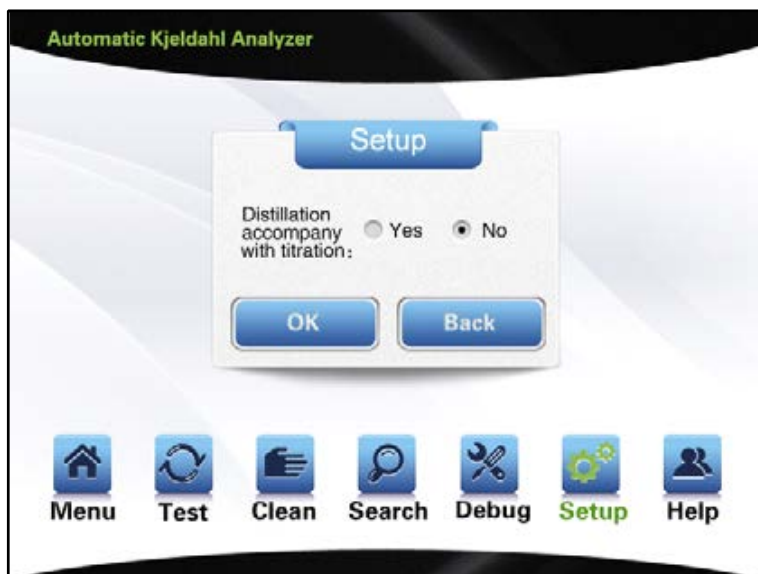 Automatic Kjeldahl Analyzer
Setup
Distillation
accompany
with titration:
Yes No
OK Back
Menu Test Clean Search Debug Setup Help